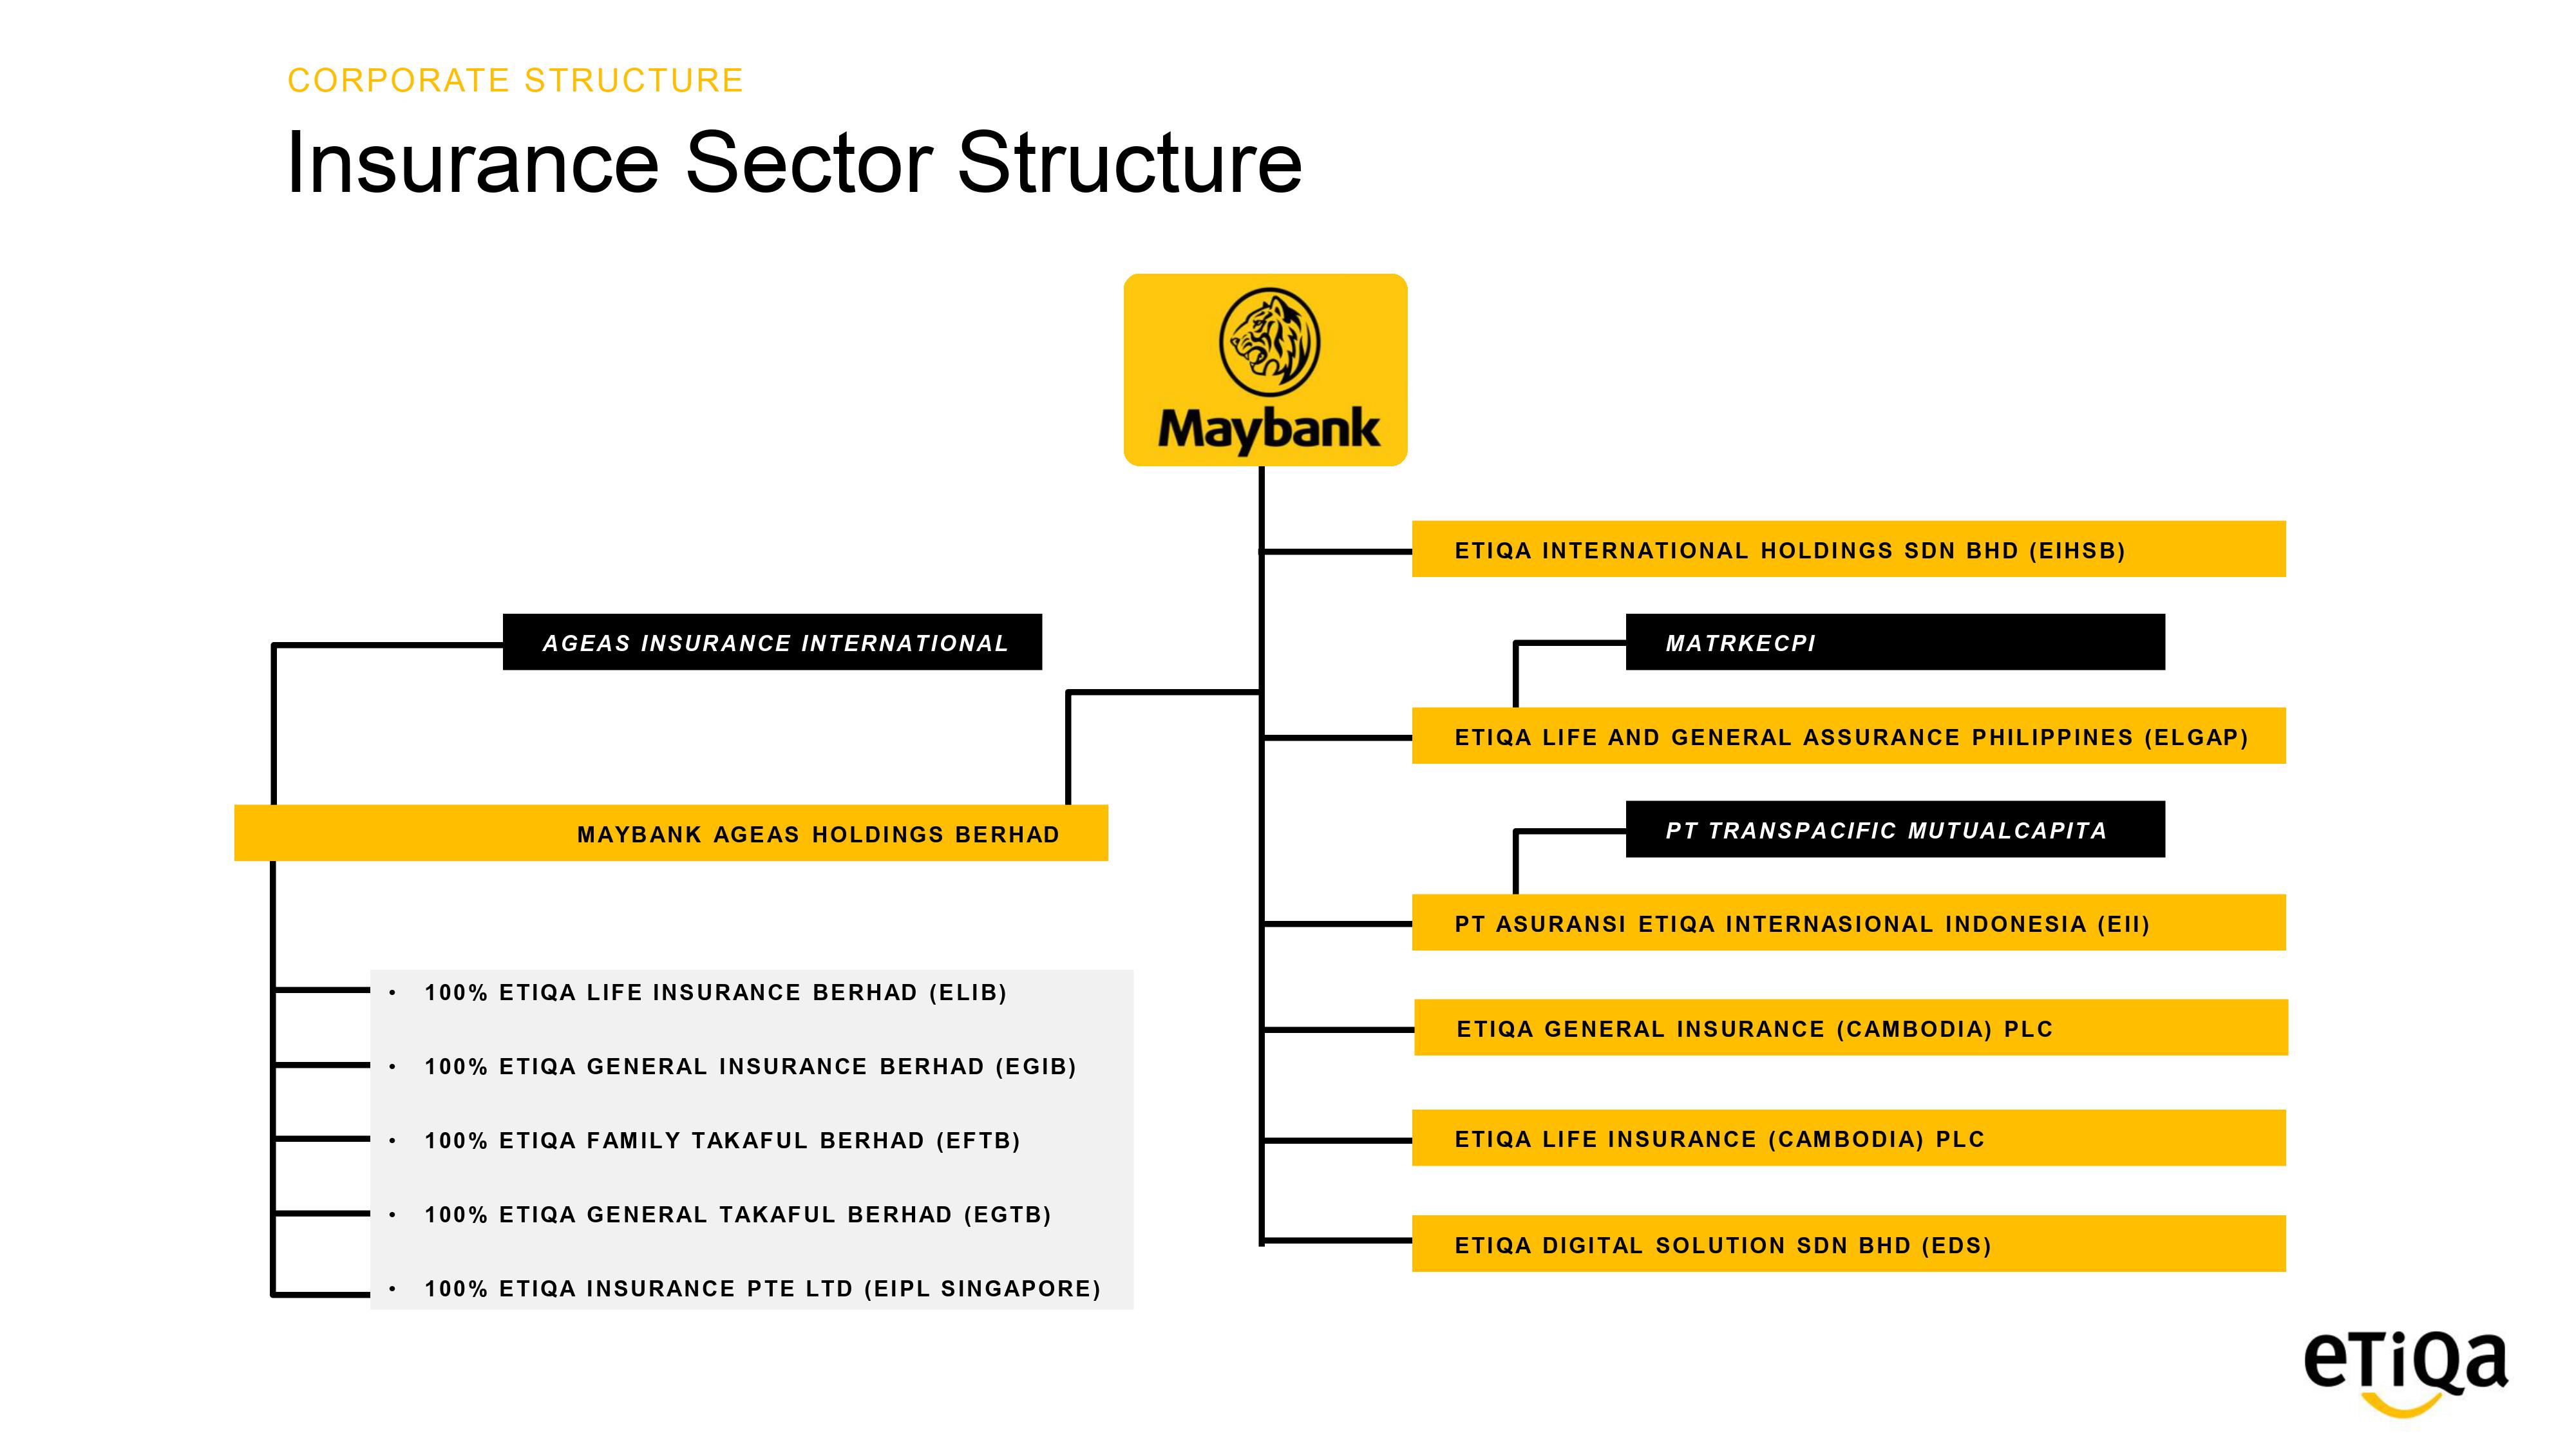 CORPORATE STRUCTURE
Insurance Sector Structure
Maybank
ETIQA INTERNATIONAL HOLDINGS SDN BHD (EIHSB)
AGEAS INSURANCE INTERNATIONAL
MATRKECPI
ETIQA LIFE AND GENERAL ASSURANCE PHILIPPINES (ELGAP)
MAYBANK AGEAS HOLDINGS BERHAD
PT TRANSPACIFIC MUTUALCAPITA
PT ASURANSI ETIQA INTERNASIONAL INDONESIA (EII)
• 100% ETIQA LIFE INSURANCE BERHAD (ELIB)
• 100% ETIQA GENERAL INSURANCE BERHAD (EGIB)
• 100% ETIQA FAMILY TAKAFUL BERHAD (EFTB)
• 100% ETIQA GENERAL TAKAFUL BERHAD (EGTB)
• 100% ETIQA INSURANCE PTE LTD (EIPL SINGAPORE)
ETIQA GENERAL INSURANCE (CAMBODIA) PLC
ETIQA LIFE INSURANCE (CAMBODIA) PLC
ETIQA DIGITAL SOLUTION SDN BHD (EDS)
eTiQa